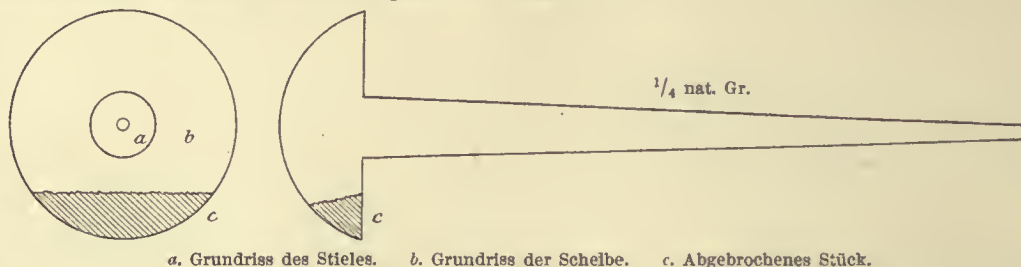 1/4 nat. Gr.
a b
c c
a. Grundriss des Stieles. b. Grundriss der Scheibe. c. Abgebrochenes Stück.